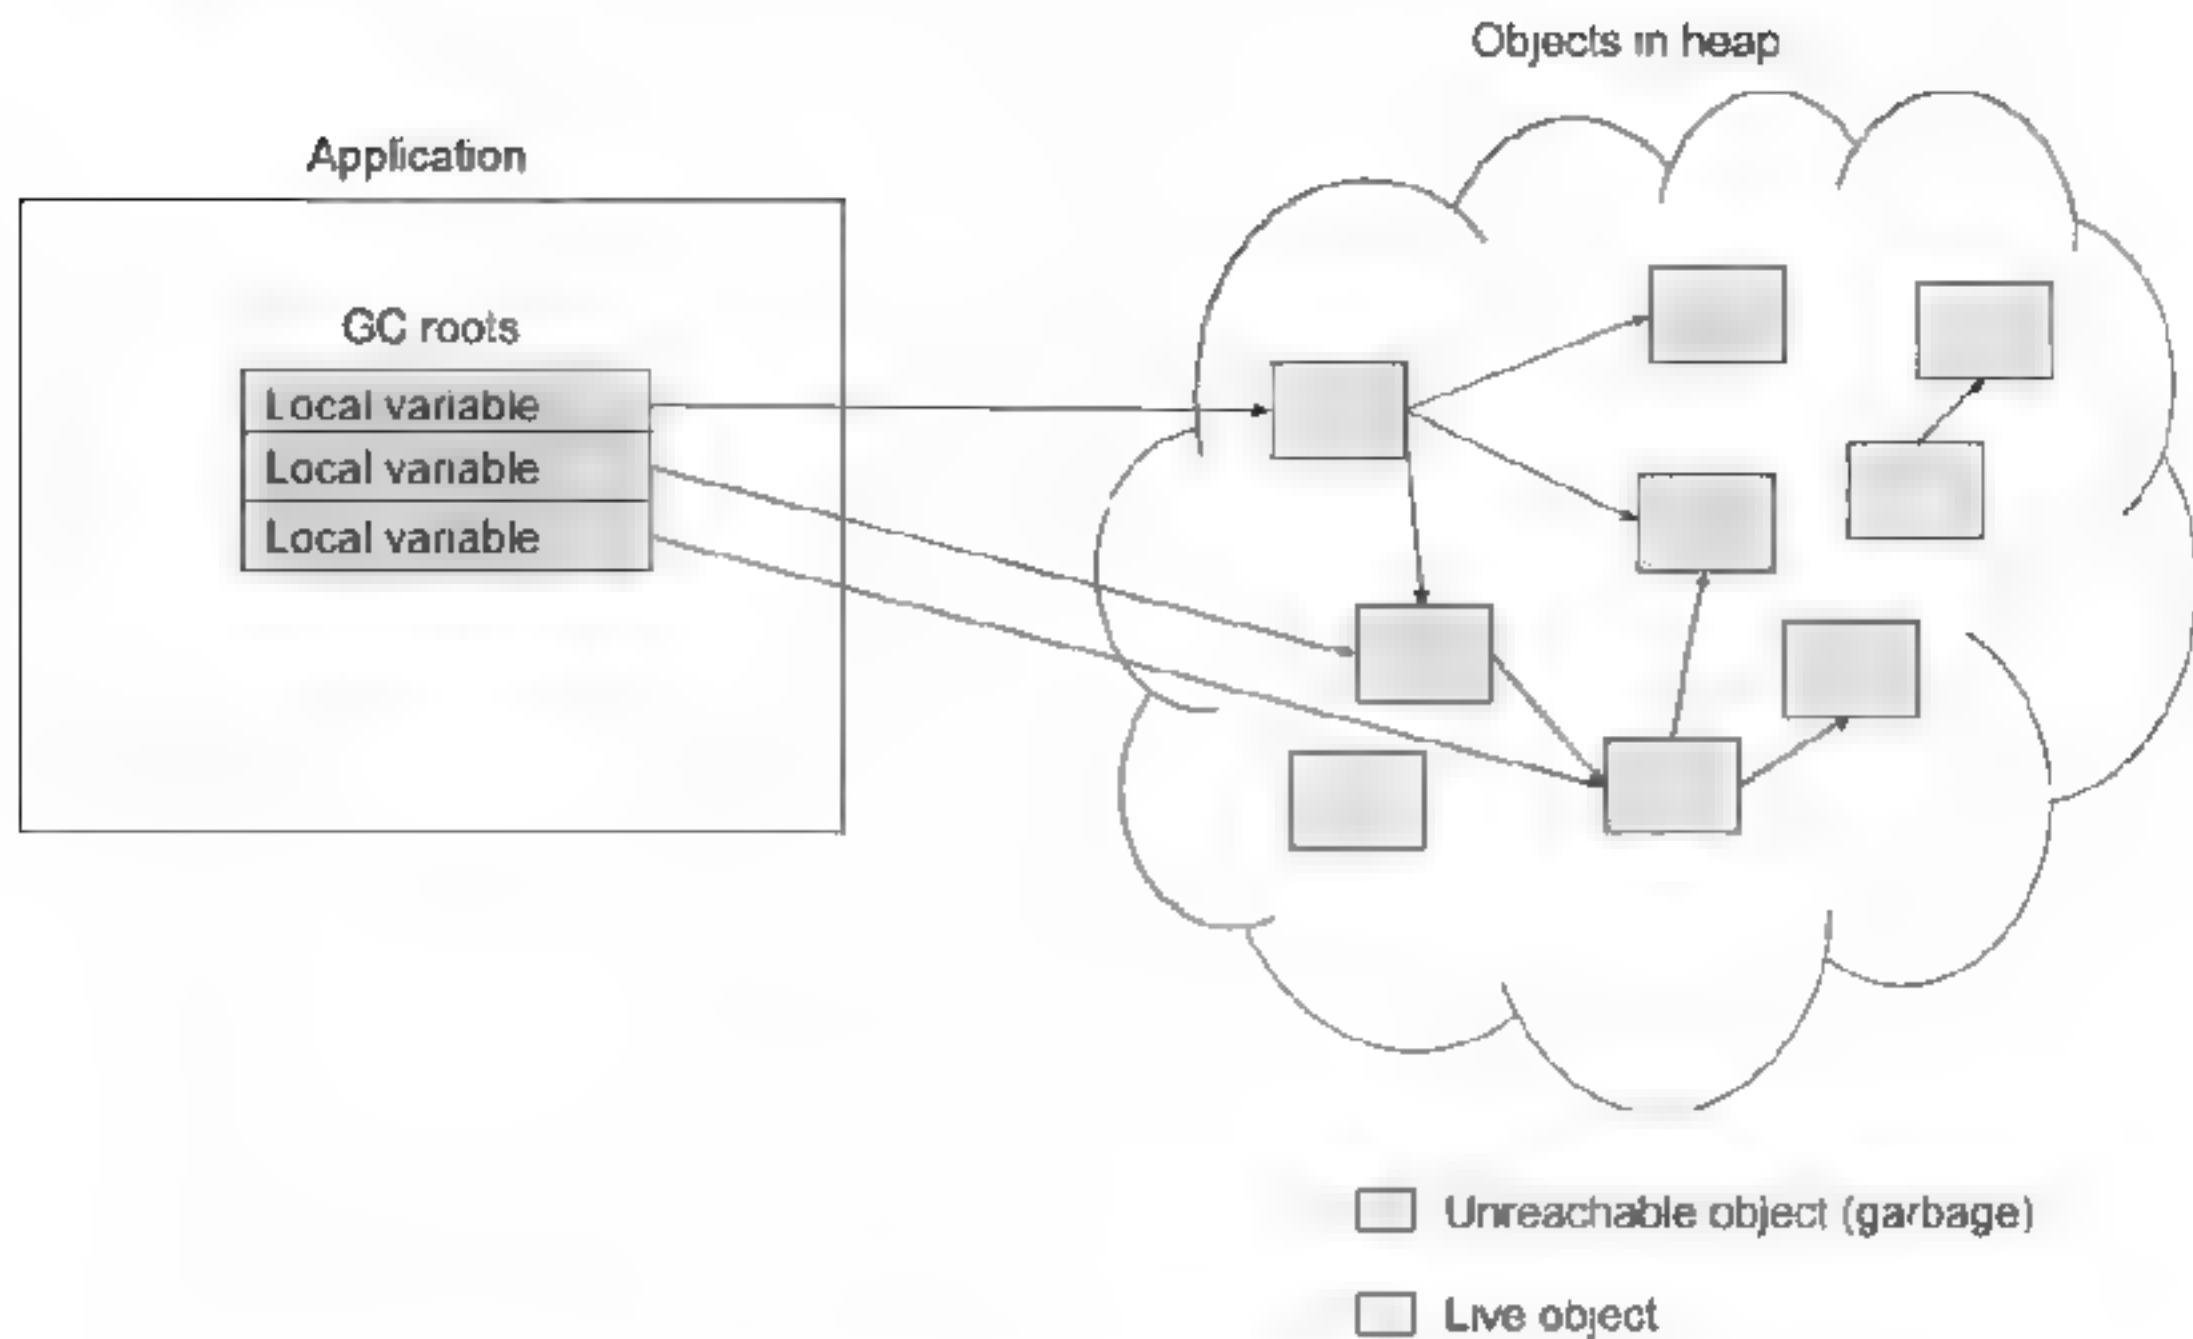 Objects in heap
Application
GC roots
Local variable
Local variable
Local variable
Unreachable object (garbage)
Live object